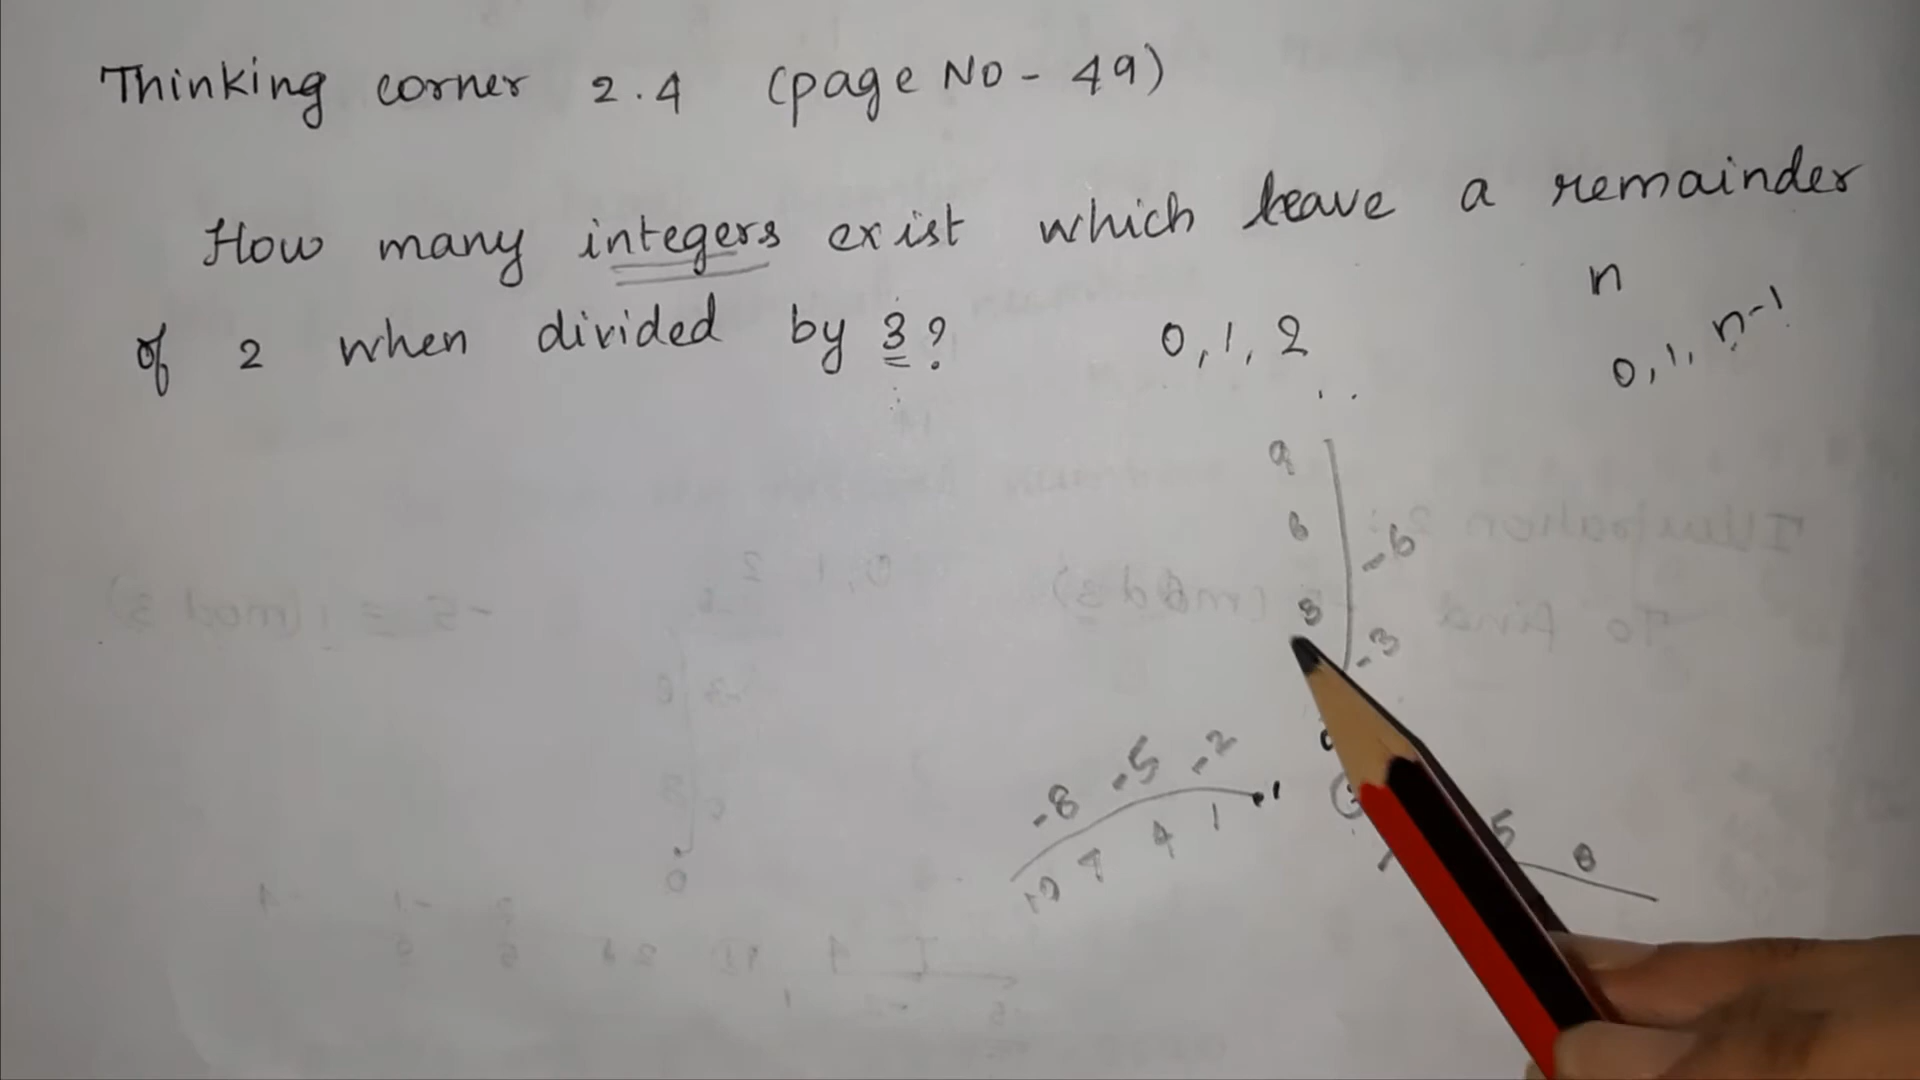 Thinking corner 2.4 (page No - 49)
How many integers exist which leave a remainder
of 2 when divided by 3?
0, 1, 2
n
0, 1, n-1
9
6
3
-6
-3
-8 -5 -2
10 7 4 1
5 8